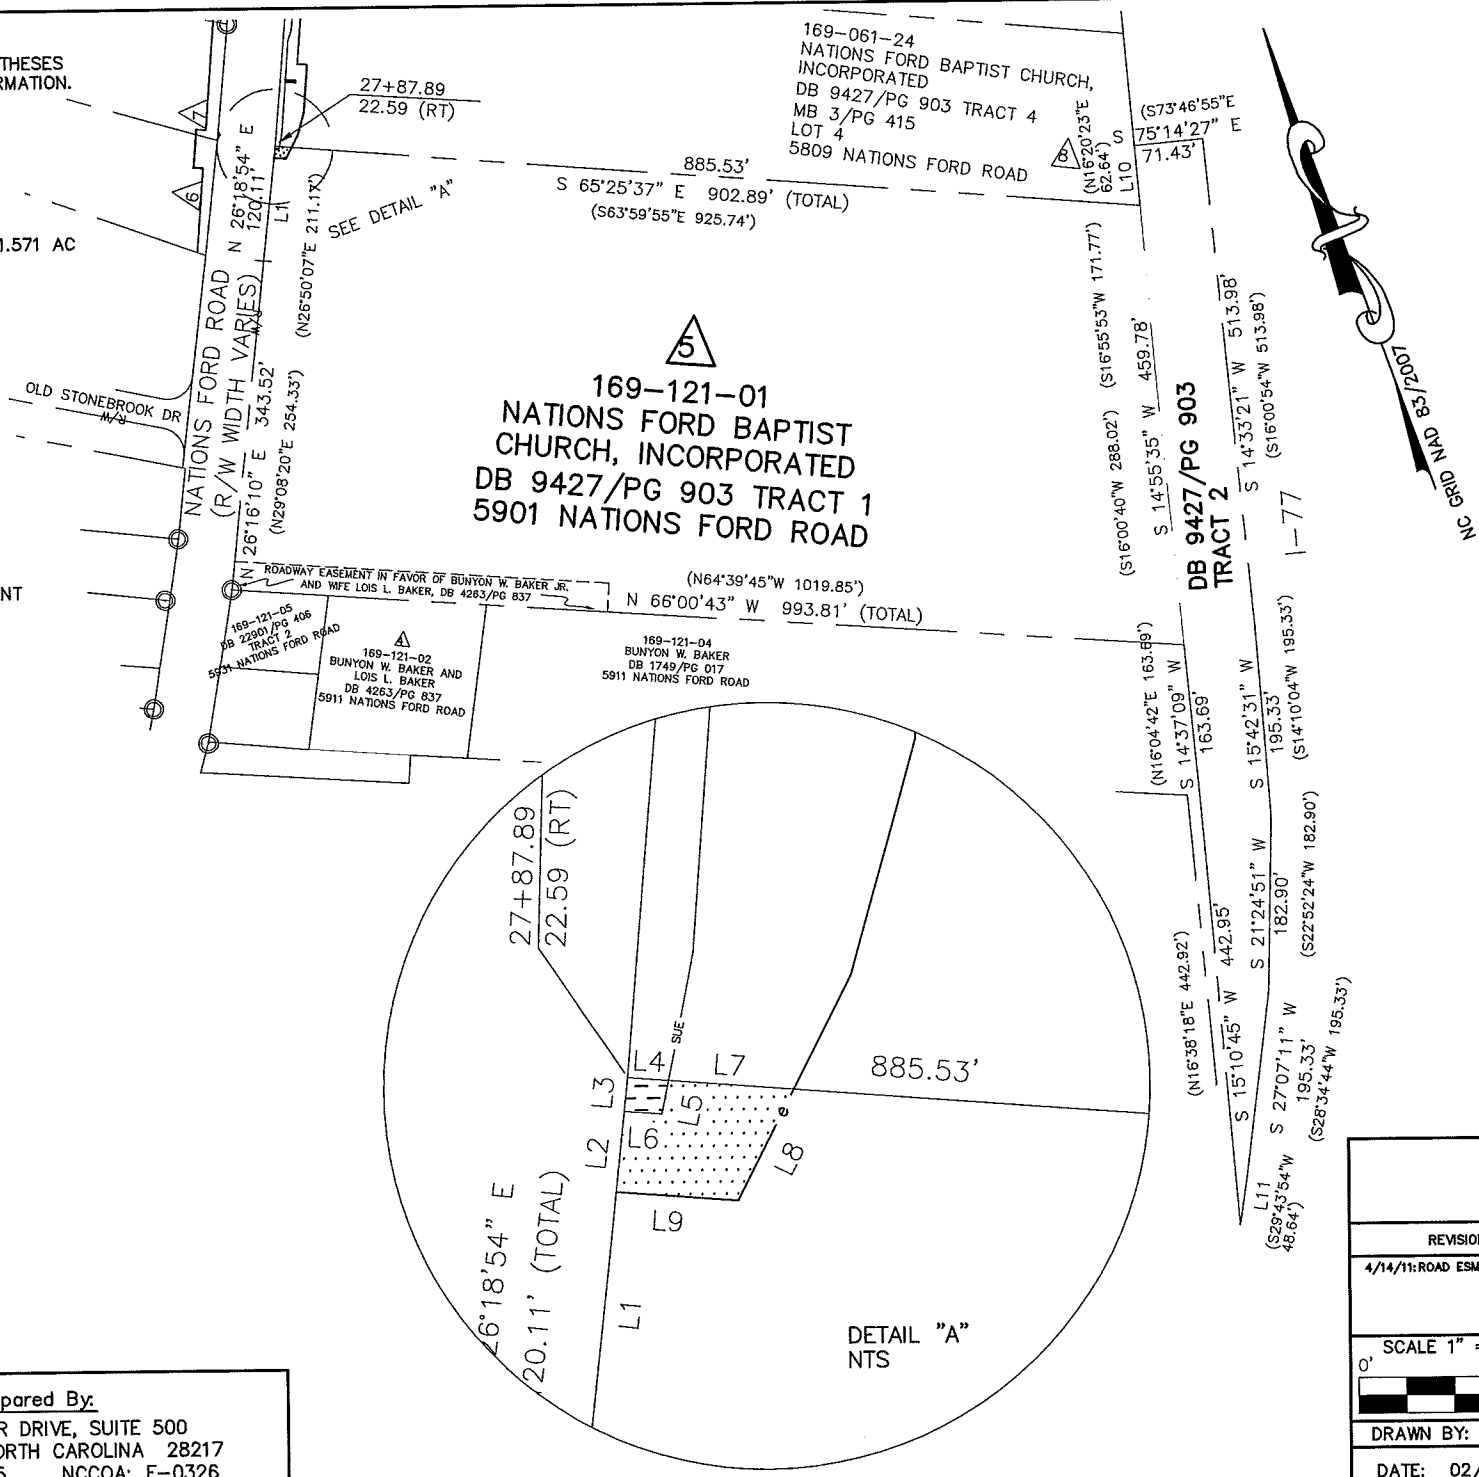 THESES
RMATION.
1.571 AC
27+87.89
22.59 (RT)
7
6
N 26°18'54" E
120.11'
L1
(N26°50'07"E 211.17')
SEE DETAIL "A"
885.53'
S 65°25'37" E 902.89' (TOTAL)
(S63°59'55"E 925.74')
169-061-24
NATIONS FORD BAPTIST CHURCH,
INCORPORATED
DB 9427/PG 903 TRACT 4
MB 3/PG 415
LOT 4
5809 NATIONS FORD ROAD
8
(N16°20'23"E
62.64')
L10
(S73°46'55"E
S 75°14'27" E
71.43'
NC GRID NAD 83/2007
NATIONS FORD ROAD
(R/W WIDTH VARIES)
R/W
OLD STONEBROOK DR
R/W
N 26°16'10" E 343.52'
(N29°08'20"E 254.33')
5
169-121-01
NATIONS FORD BAPTIST
CHURCH, INCORPORATED
DB 9427/PG 903 TRACT 1
5901 NATIONS FORD ROAD
(S16°55'53"W 171.77')
(S16°00'40"W 288.02')
S 14°55'35" W 459.78'
DB 9427/PG 903
TRACT 2
S 14°33'21" W 513.98'
(S16°00'54"W 513.98')
I-77
NT
ROADWAY EASEMENT IN FAVOR OF BUNYON W. BAKER JR.
AND WIFE LOIS L. BAKER, DB 4263/PG 837
(N64°39'45"W 1019.85')
N 66°00'43" W 993.81' (TOTAL)
169-121-05
DB 22901/PG 406
TRACT 2
5931 NATIONS FORD ROAD
4
169-121-02
BUNYON W. BAKER AND
LOIS L. BAKER
DB 4263/PG 837
5911 NATIONS FORD ROAD
169-121-04
BUNYON W. BAKER
DB 1749/PG 017
5911 NATIONS FORD ROAD
(N16°04'42"E 163.69')
S 14°37'09" W
163.69'
S 15°42'31" W
195.33'
(S14°10'04"W 195.33')
S 21°24'51" W
182.90'
(S22°52'24"W 182.90')
(N16°38'18"E 442.92')
S 15°10'45" W 442.95'
S 27°07'11" W
195.33'
(S28°34'44"W 195.33')
L11
(S29°43'54"W
48.64')
27+87.89
22.59 (RT)
SUE
L4
L7
885.53'
L3
L5
e
L2
L6
L8
L9
26°18'54" E
20.11' (TOTAL)
L1
DETAIL "A"
NTS
REVISIO
4/14/11:ROAD ESM
SCALE 1" =
0'
DRAWN BY:
DATE: 02/
pared By:
R DRIVE, SUITE 500
ORTH CAROLINA 28217
NCCOA: F-0326